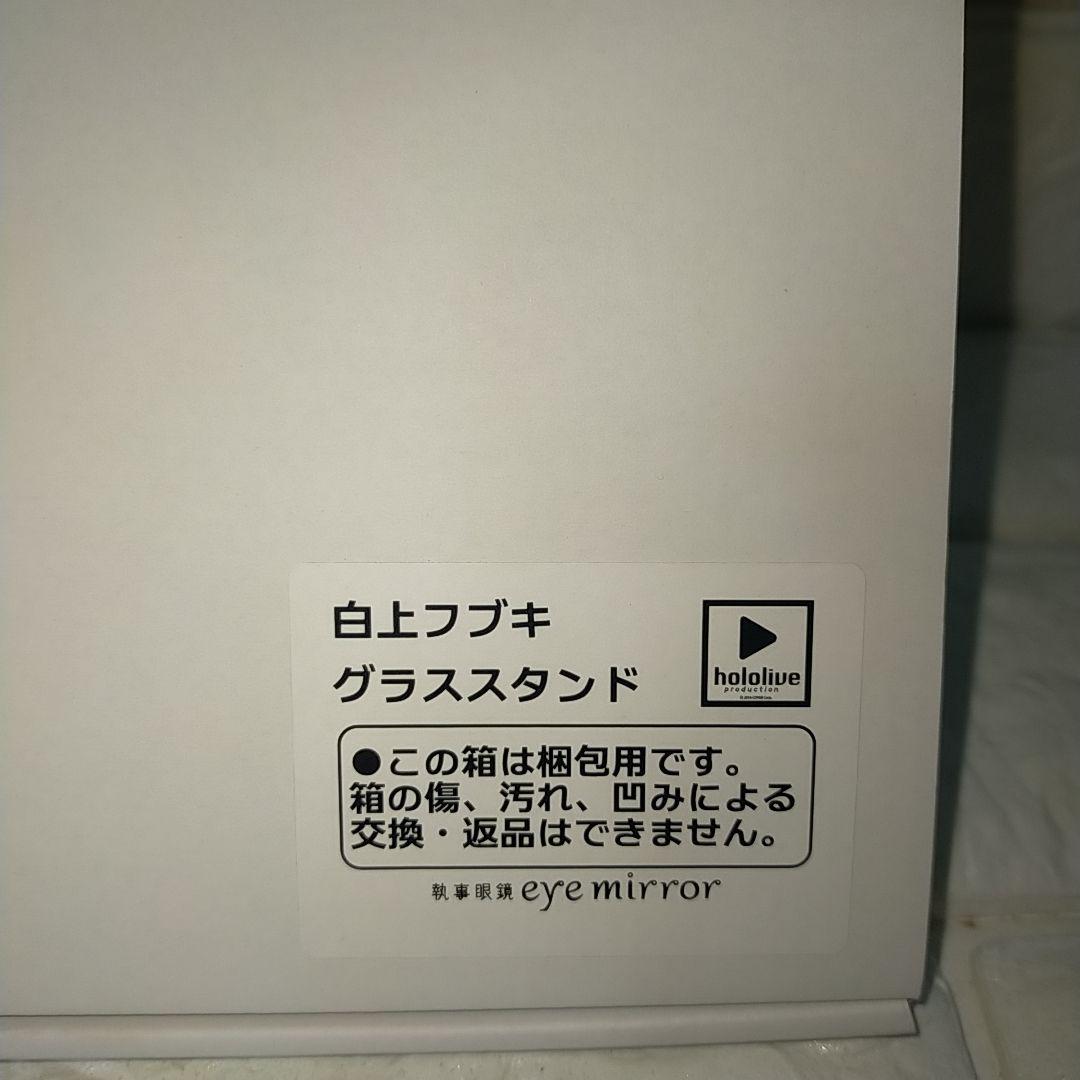 白上フブキ
グラススタンド
hololive
production
●この箱は梱包用です。
箱の傷、汚れ、凹みによる
交換・返品はできません。
執事眼鏡 eye mirror